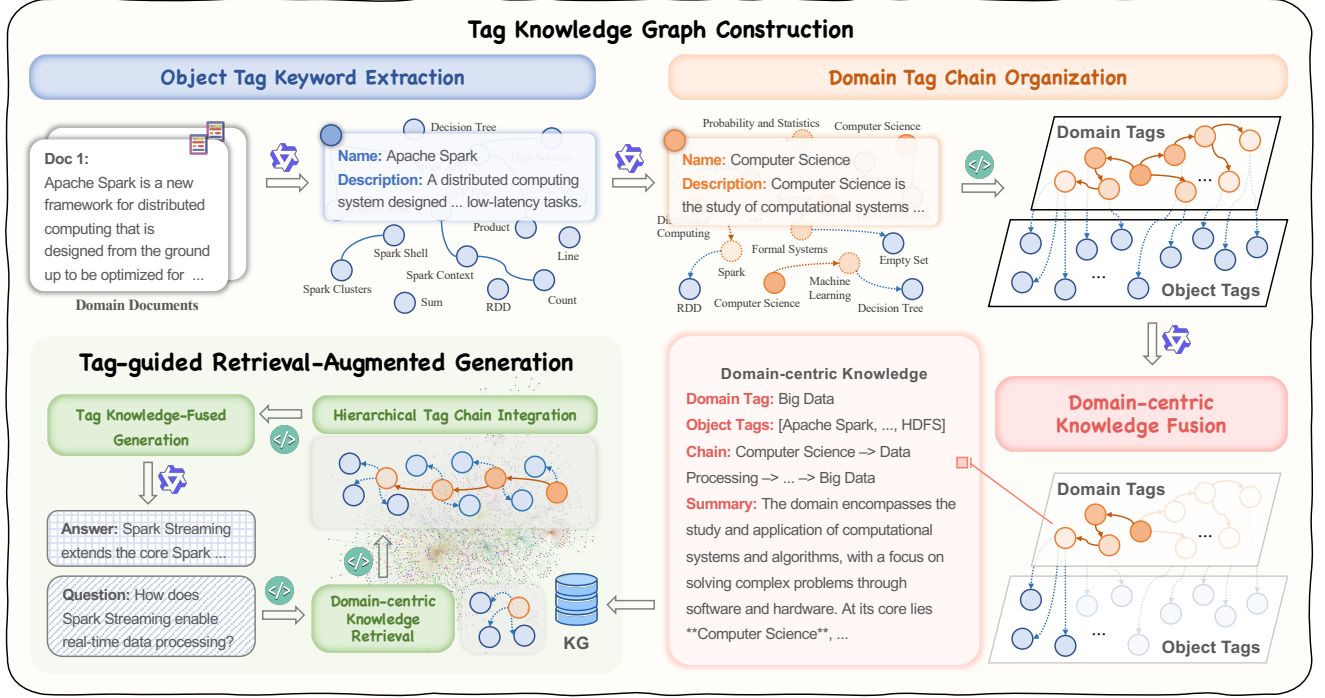 Tag Knowledge Graph Construction
Object Tag Keyword Extraction
Doc 1:
Apache Spark is a new
framework for distributed
computing that is
designed from the ground
up to be optimized for ...
Domain Documents
Decision Tree
Name: Apache Spark
Description: A distributed computing
system designed ... low-latency tasks.
Product
Line
Spark Shell
Spark Context
Spark Clusters
Sum
RDD
Count
Domain Tag Chain Organization
Probability and Statistics
Computer Science
Name: Computer Science
Description: Computer Science is
the study of computational systems ...
Computing
Formal Systems
Empty Set
Spark
Machine
Learning
RDD
Computer Science
Decision Tree
Domain Tags
...
...
Object Tags
Domain-centric
Knowledge Fusion
Domain Tags
...
...
Object Tags
Domain-centric Knowledge
Domain Tag: Big Data
Object Tags: [Apache Spark, ..., HDFS]
Chain: Computer Science –> Data
Processing –> ... –> Big Data
Summary: The domain encompasses the
study and application of computational
systems and algorithms, with a focus on
solving complex problems through
software and hardware. At its core lies
**Computer Science**, ...
Tag-guided Retrieval-Augmented Generation
Tag Knowledge-Fused
Generation
Hierarchical Tag Chain Integration
Answer: Spark Streaming
extends the core Spark ...
Question: How does
Spark Streaming enable
real-time data processing?
Domain-centric
Knowledge
Retrieval
KG